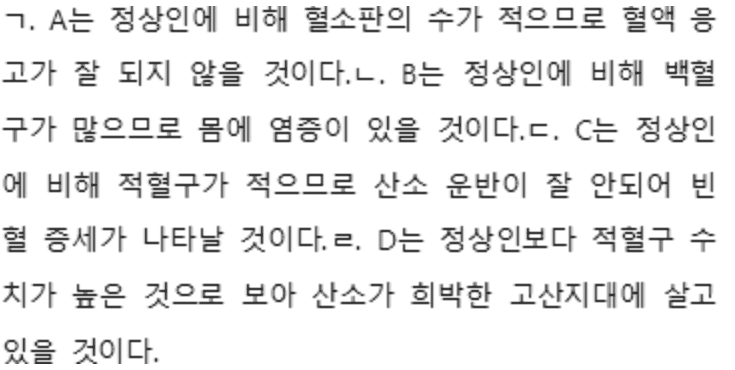 ㄱ. A는 정상인에 비해 혈소판의 수가 적으므로 혈액 응
고가 잘 되지 않을 것이다.ㄴ. B는 정상인에 비해 백혈
구가 많으므로 몸에 염증이 있을 것이다.ㄷ. C는 정상인
에 비해 적혈구가 적으므로 산소 운반이 잘 안되어 빈
혈 증세가 나타날 것이다.ㄹ. D는 정상인보다 적혈구 수
치가 높은 것으로 보아 산소가 희박한 고산지대에 살고
있을 것이다.